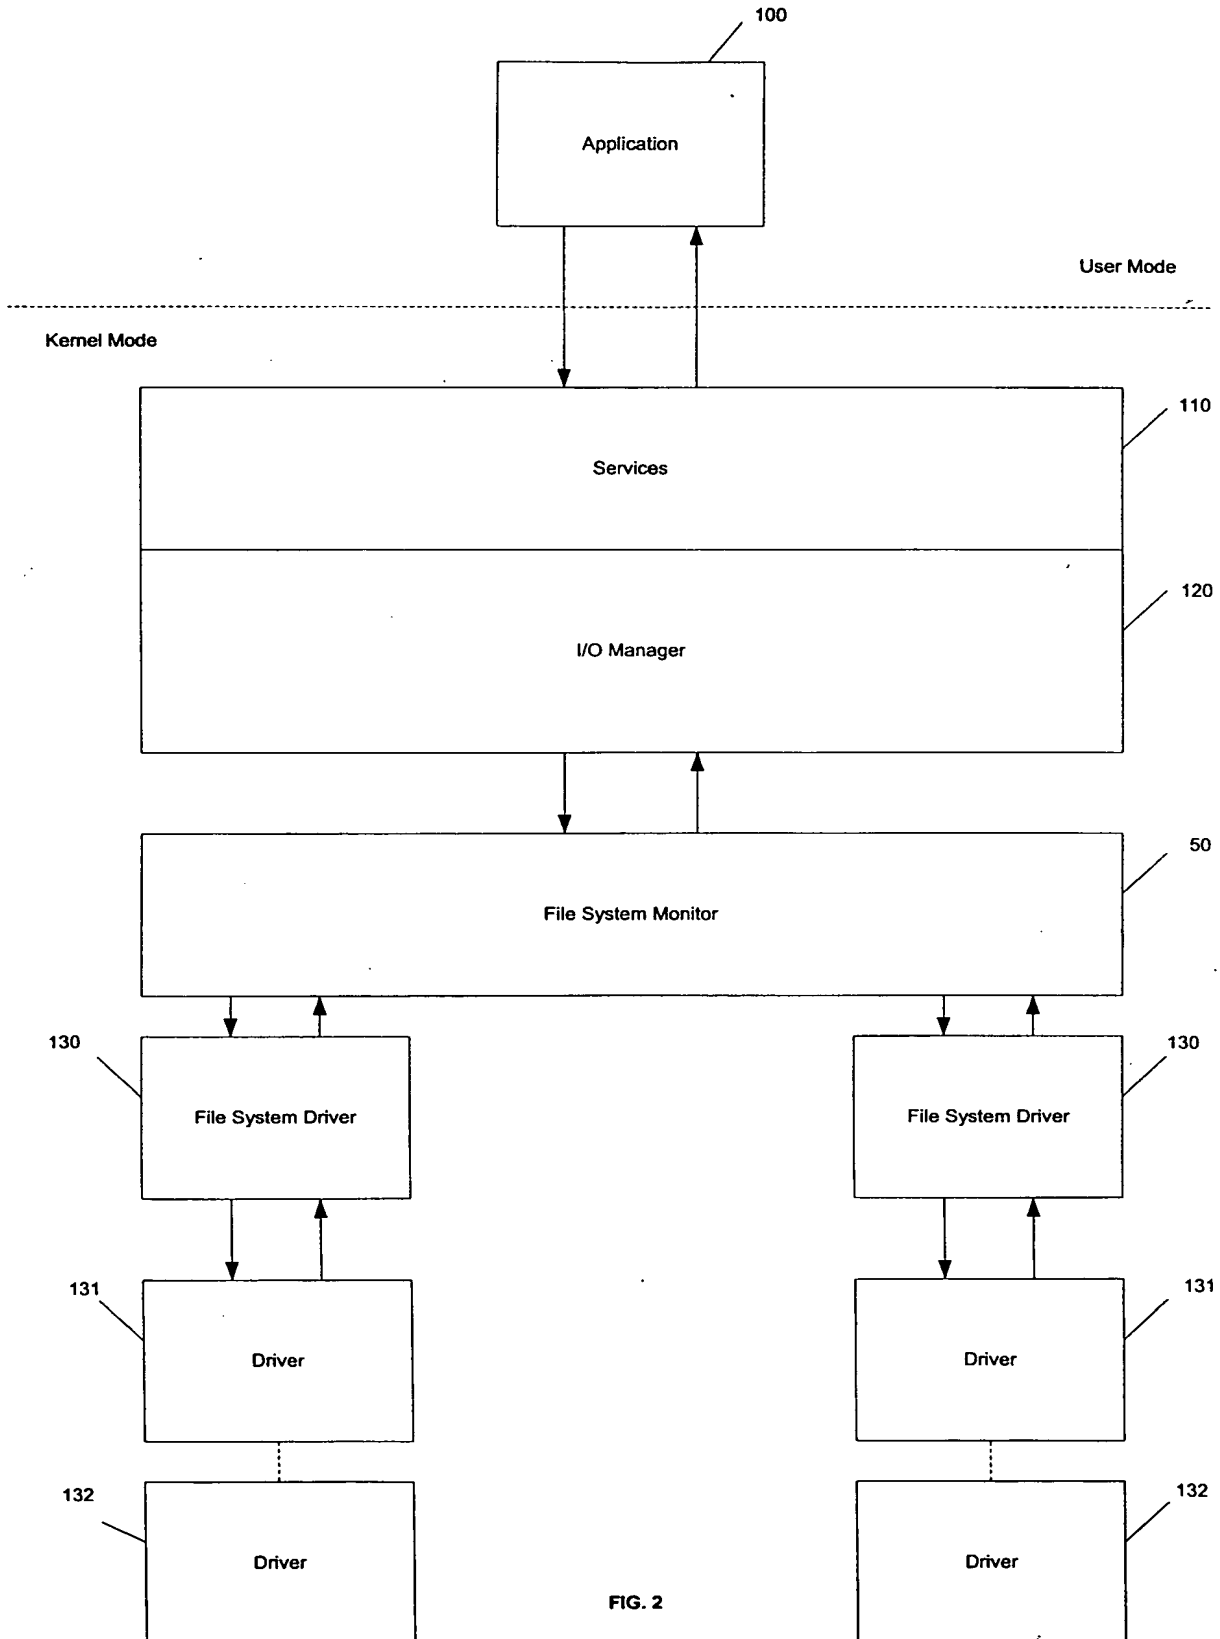 100
Application
User Mode
Kernel Mode
110
Services
120
I/O Manager
50
File System Monitor
130
130
File System Driver
File System Driver
131
131
Driver
Driver
132
132
Driver
Driver
FIG. 2